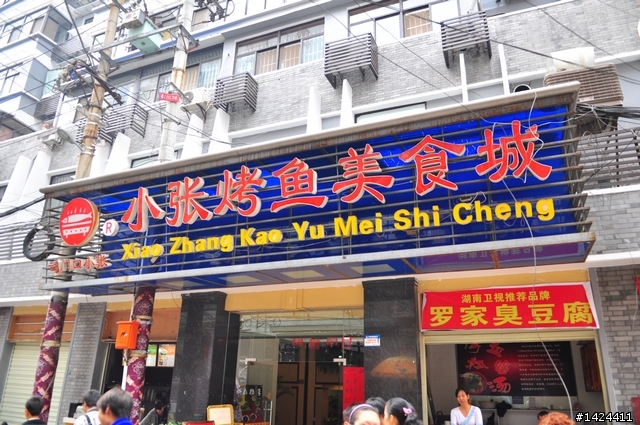 小张烤鱼美食城
®
Xiao Zhang Kao Yu Mei Shi Cheng
湖南卫视推荐品牌
罗家臭豆腐
#1424411